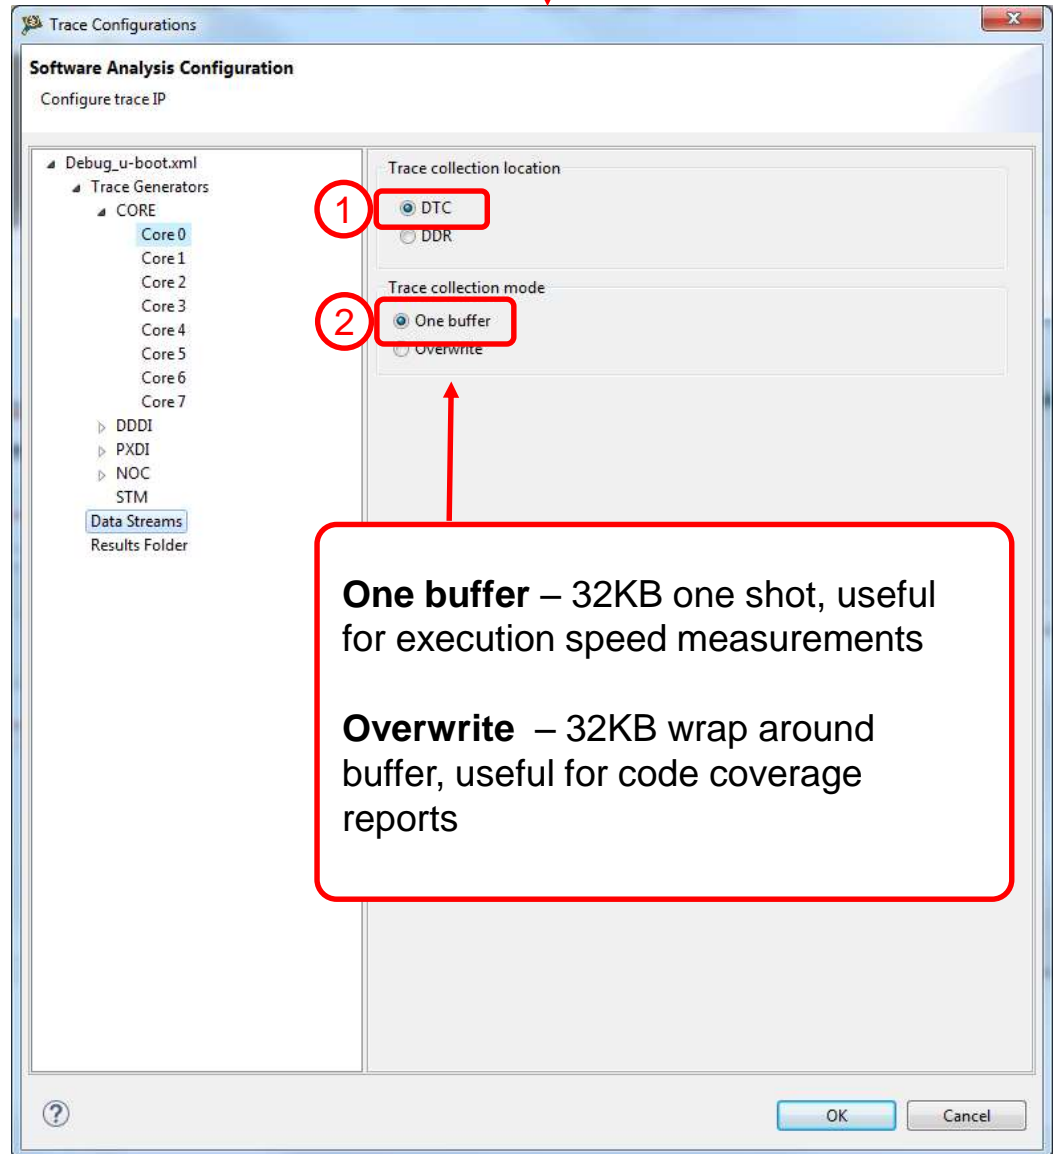 Trace Configurations
Software Analysis Configuration
Configure trace IP
Debug_u-boot.xml
Trace Generators
CORE
Core 0
Core 1
Core 2
Core 3
Core 4
Core 5
Core 6
Core 7
DDDI
PXDI
NOC
STM
Data Streams
Results Folder
Trace collection location
1
DTC
DDR
Trace collection mode
2
One buffer
Overwrite
One buffer – 32KB one shot, useful
for execution speed measurements
Overwrite – 32KB wrap around
buffer, useful for code coverage
reports
?
OK
Cancel